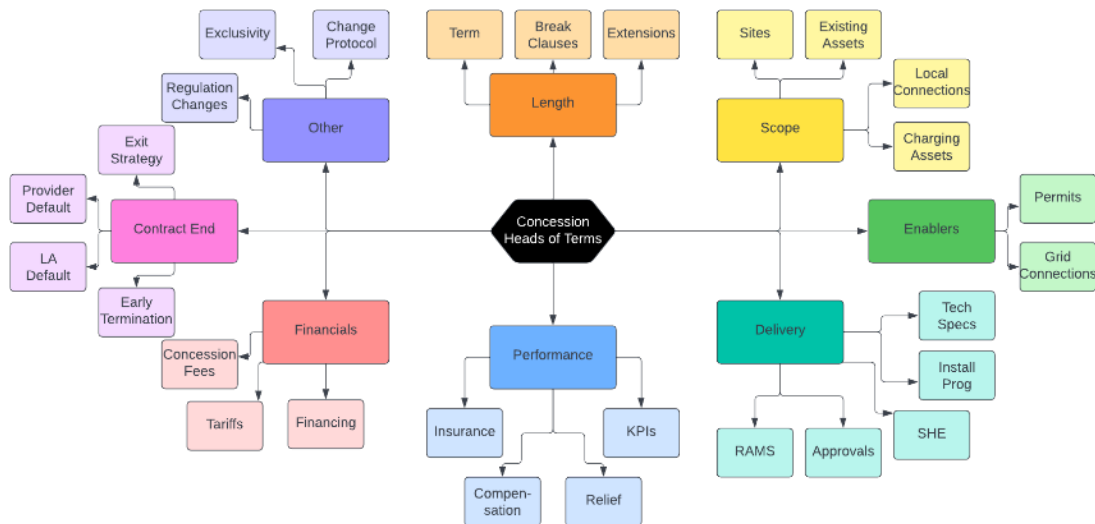 Exclusivity
Change
Protocol
Regulation
Changes
Other
Term
Break
Clauses
Extensions
Length
Sites
Existing
Assets
Local
Connections
Charging
Assets
Scope
Exit
Strategy
Provider
Default
LA
Default
Early
Termination
Contract End
Concession
Heads of Terms
Enablers
Permits
Grid
Connections
Financials
Concession
Fees
Tariffs
Financing
Performance
Insurance
KPIs
Compen-
sation
Relief
Delivery
Tech
Specs
Install
Prog
SHE
RAMS
Approvals